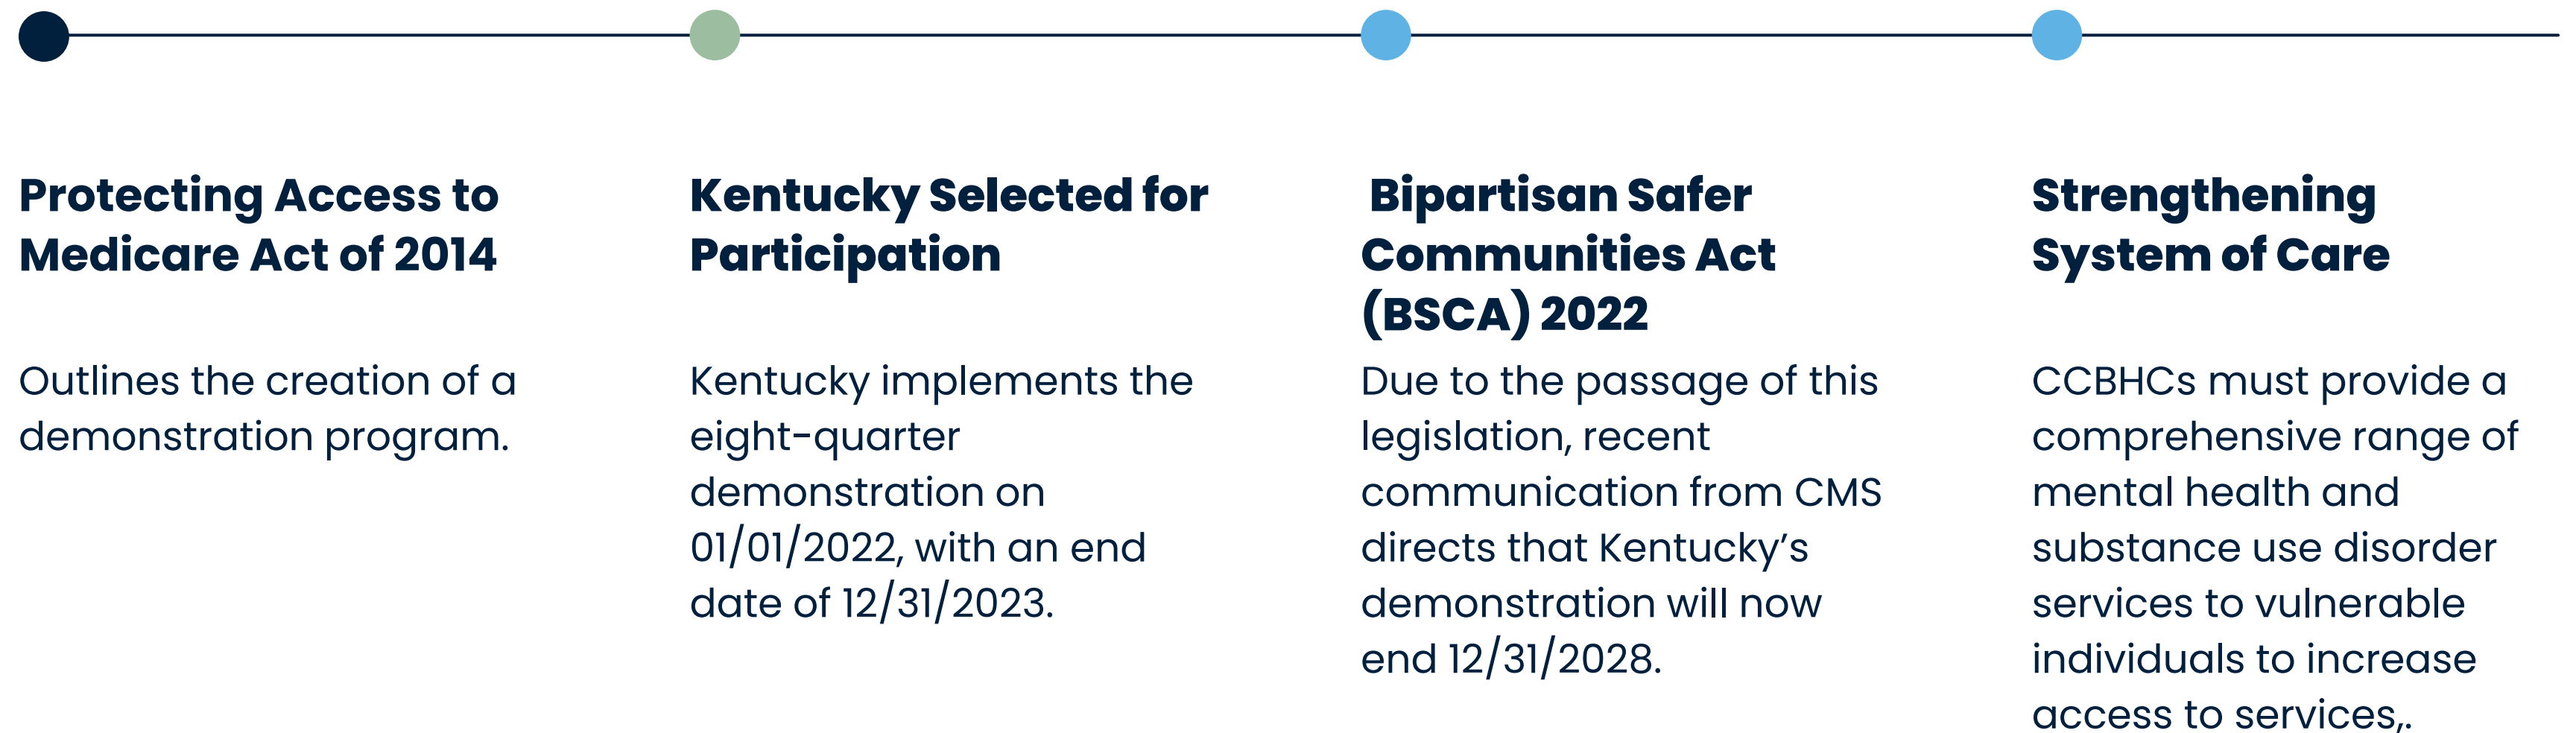 Protecting Access to
Medicare Act of 2014
Outlines the creation of a
demonstration program.
Kentucky Selected for
Participation
Kentucky implements the
eight-quarter
demonstration on
01/01/2022, with an end
date of 12/31/2023.
Bipartisan Safer
Communities Act
(BSCA) 2022
Due to the passage of this
legislation, recent
communication from CMS
directs that Kentucky’s
demonstration will now
end 12/31/2028.
Strengthening
System of Care
CCBHCs must provide a
comprehensive range of
mental health and
substance use disorder
services to vulnerable
individuals to increase
access to services,.